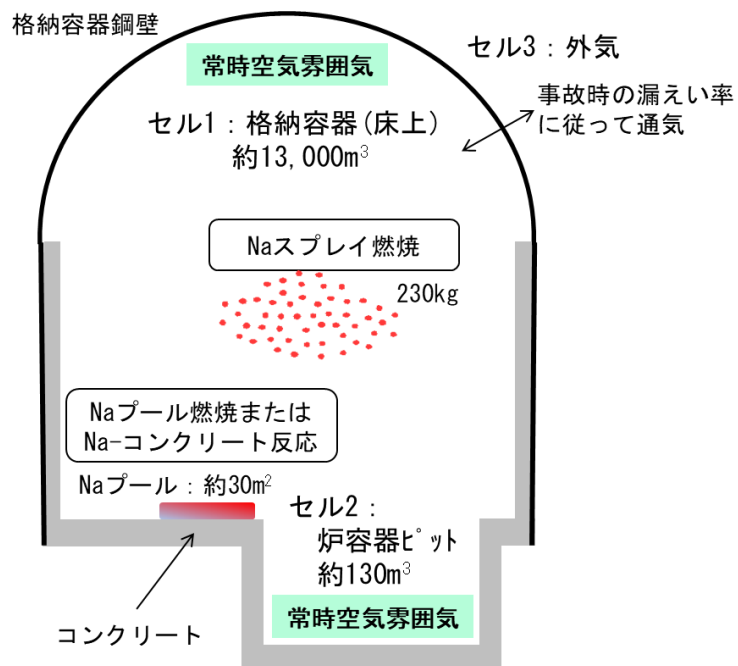 格納容器鋼壁
常時空気雰囲気
セル3：外気
事故時の漏えい率
に従って通気
セル1：格納容器(床上)
約13,000m³
Naスプレイ燃焼
230kg
Naプール燃焼または
Na-コンクリート反応
Naプール：約30m²
セル2：
炉容器ﾋﾟｯﾄ
約130m³
常時空気雰囲気
コンクリート